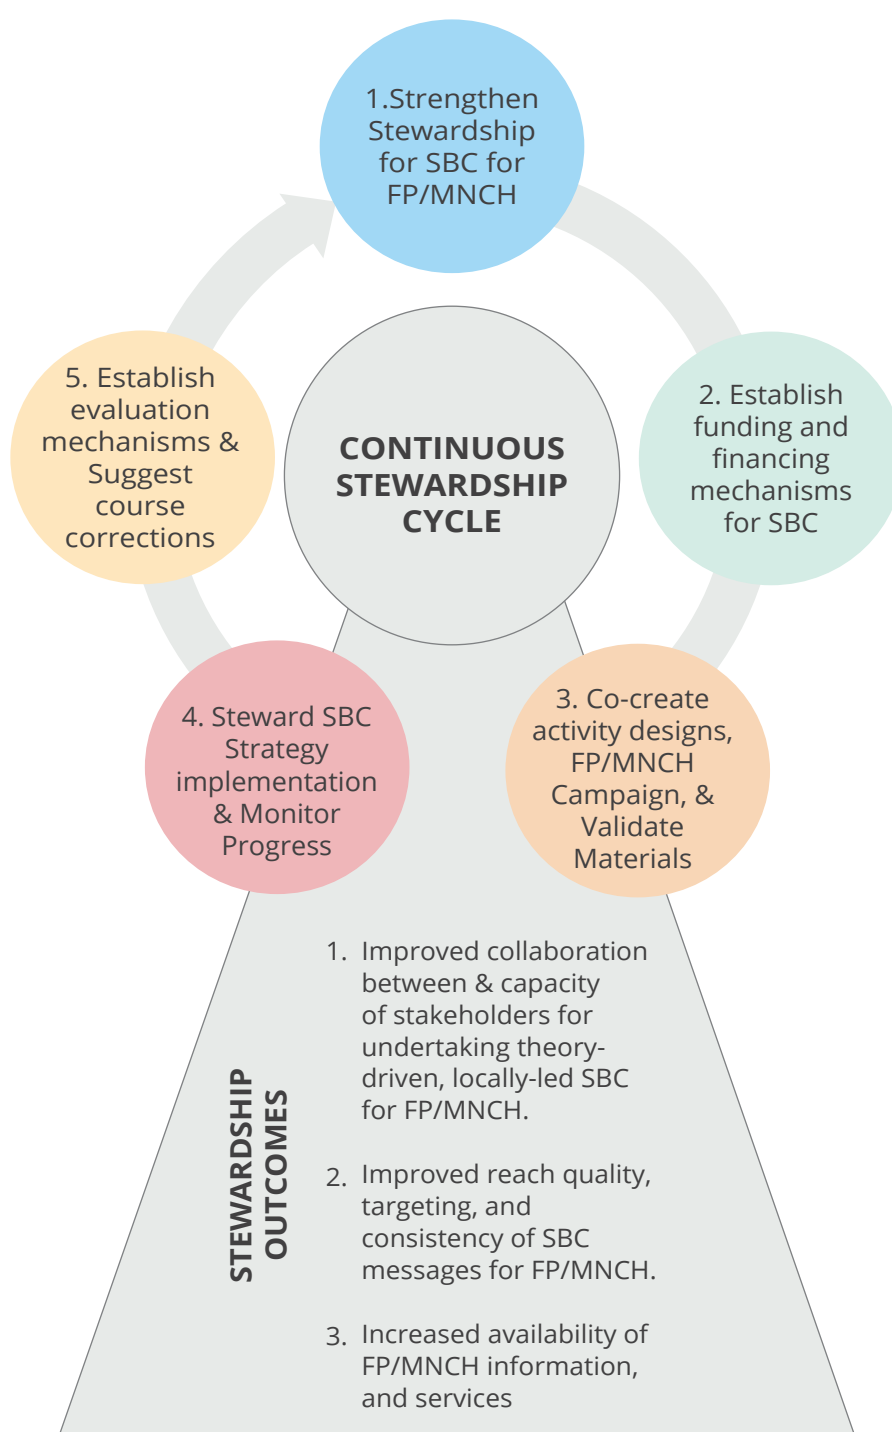 1.Strengthen
Stewardship
for SBC for
FP/MNCH
2. Establish
funding and
financing
mechanisms
for SBC
3. Co-create
activity designs,
FP/MNCH
Campaign, &
Validate
Materials
4. Steward SBC
Strategy
implementation
& Monitor
Progress
5. Establish
evaluation
mechanisms &
Suggest
course
corrections
CONTINUOUS
STEWARDSHIP
CYCLE
STEWARDSHIP
OUTCOMES
1. Improved collaboration
between & capacity
of stakeholders for
undertaking theory-
driven, locally-led SBC
for FP/MNCH.
2. Improved reach quality,
targeting, and
consistency of SBC
messages for FP/MNCH.
3. Increased availability of
FP/MNCH information,
and services